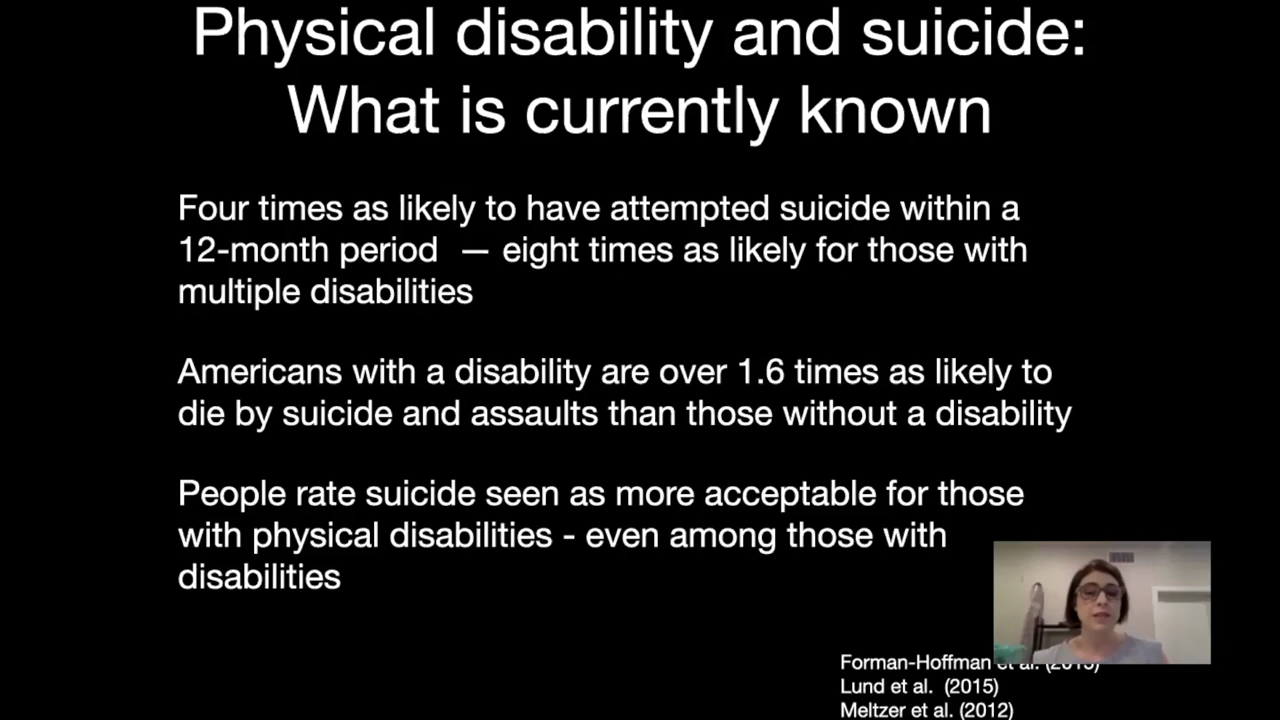 Physical disability and suicide:
What is currently known
Four times as likely to have attempted suicide within a
12-month period — eight times as likely for those with
multiple disabilities
Americans with a disability are over 1.6 times as likely to
die by suicide and assaults than those without a disability
People rate suicide seen as more acceptable for those
with physical disabilities - even among those with
disabilities
Forman-Hoffman et al.
Lund et al. (2015)
Meltzer et al. (2012)